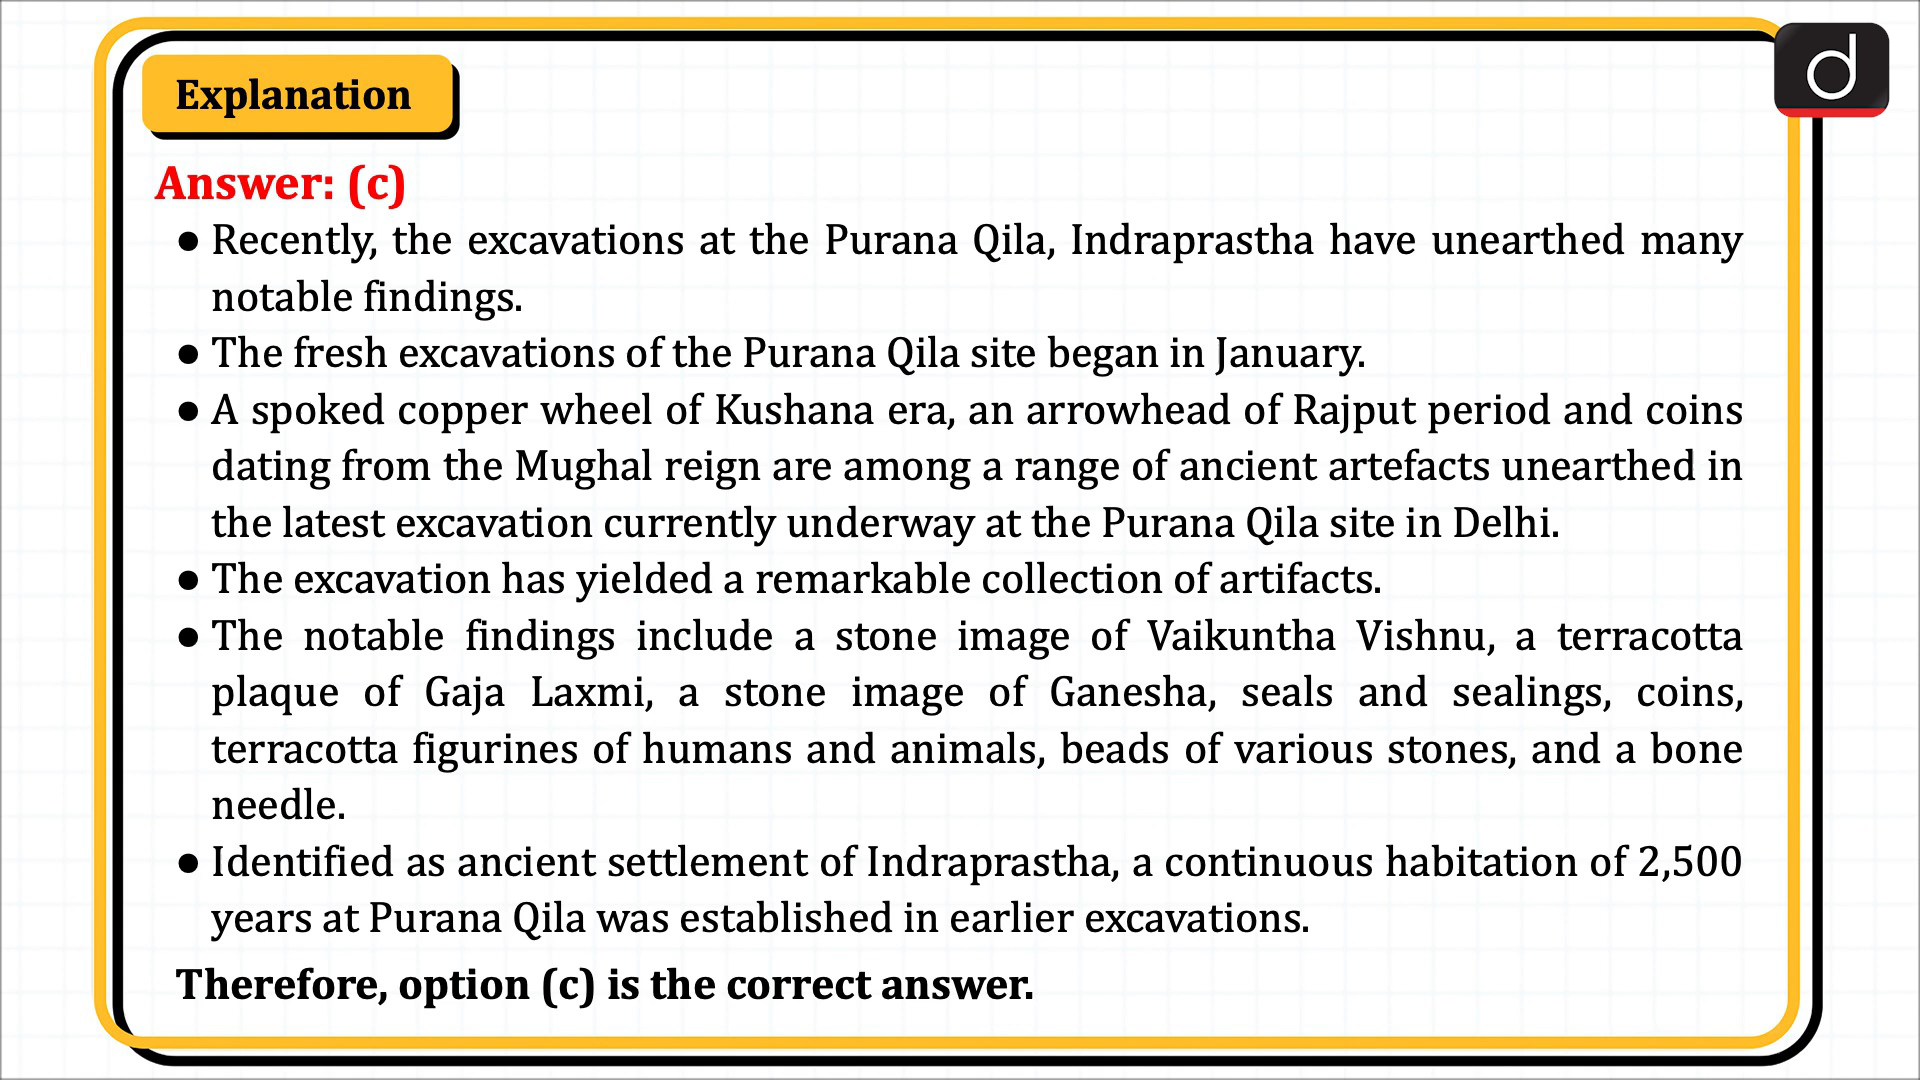 Explanation
d
Answer: (c)
● Recently, the excavations at the Purana Qila, Indraprastha have unearthed many
notable findings.
● The fresh excavations of the Purana Qila site began in January.
● A spoked copper wheel of Kushana era, an arrowhead of Rajput period and coins
dating from the Mughal reign are among a range of ancient artefacts unearthed in
the latest excavation currently underway at the Purana Qila site in Delhi.
● The excavation has yielded a remarkable collection of artifacts.
● The notable findings include a stone image of Vaikuntha Vishnu, a terracotta
plaque of Gaja Laxmi, a stone image of Ganesha, seals and sealings, coins,
terracotta figurines of humans and animals, beads of various stones, and a bone
needle.
● Identified as ancient settlement of Indraprastha, a continuous habitation of 2,500
years at Purana Qila was established in earlier excavations.
Therefore, option (c) is the correct answer.